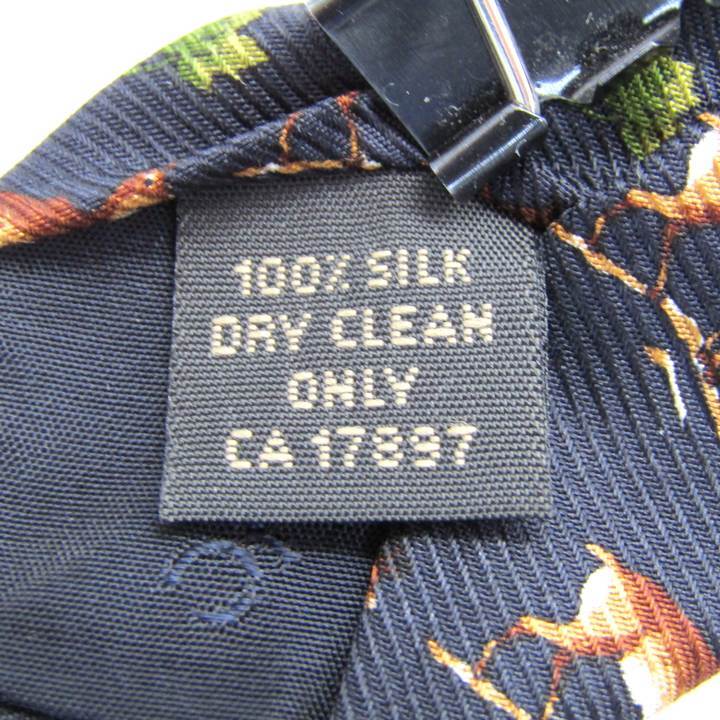 100% SILK
DRY CLEAN
ONLY
CA 17897